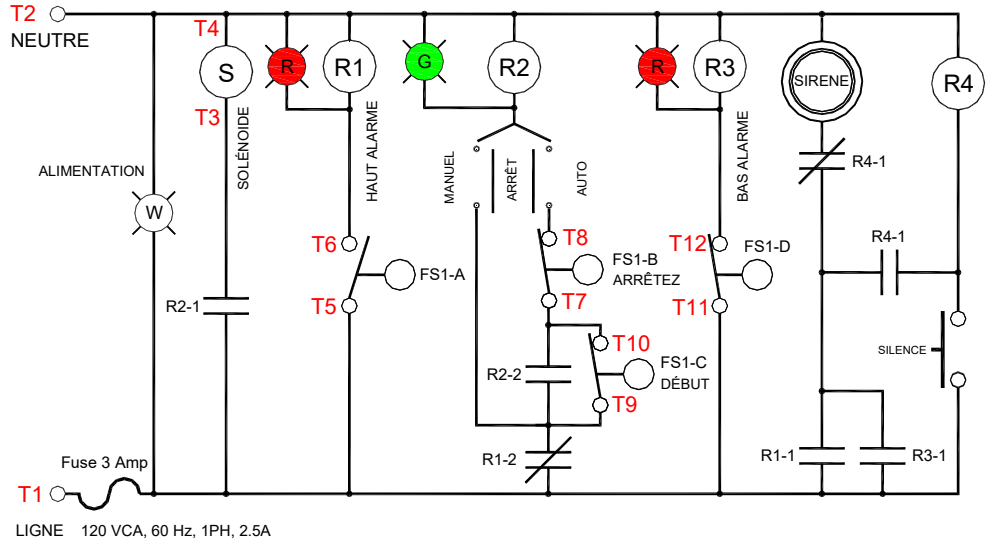 T2
NEUTRE
T4
S
T3
SOLÉNOIDE
R
R1
HAUT ALARME
G
R2
MANUEL
ARRÊT
AUTO
R
R3
BAS ALARME
SIRENE
R4
R4-1
ALIMENTATION
W
R2-1
T6
T5
FS1-A
T8
FS1-B
ARRÊTEZ
T7
T12
FS1-D
T11
R4-1
SILENCE
T10
FS1-C
DÉBUT
T9
R2-2
R1-2
R1-1
R3-1
Fuse 3 Amp
T1
LIGNE 120 VCA, 60 Hz, 1PH, 2.5A